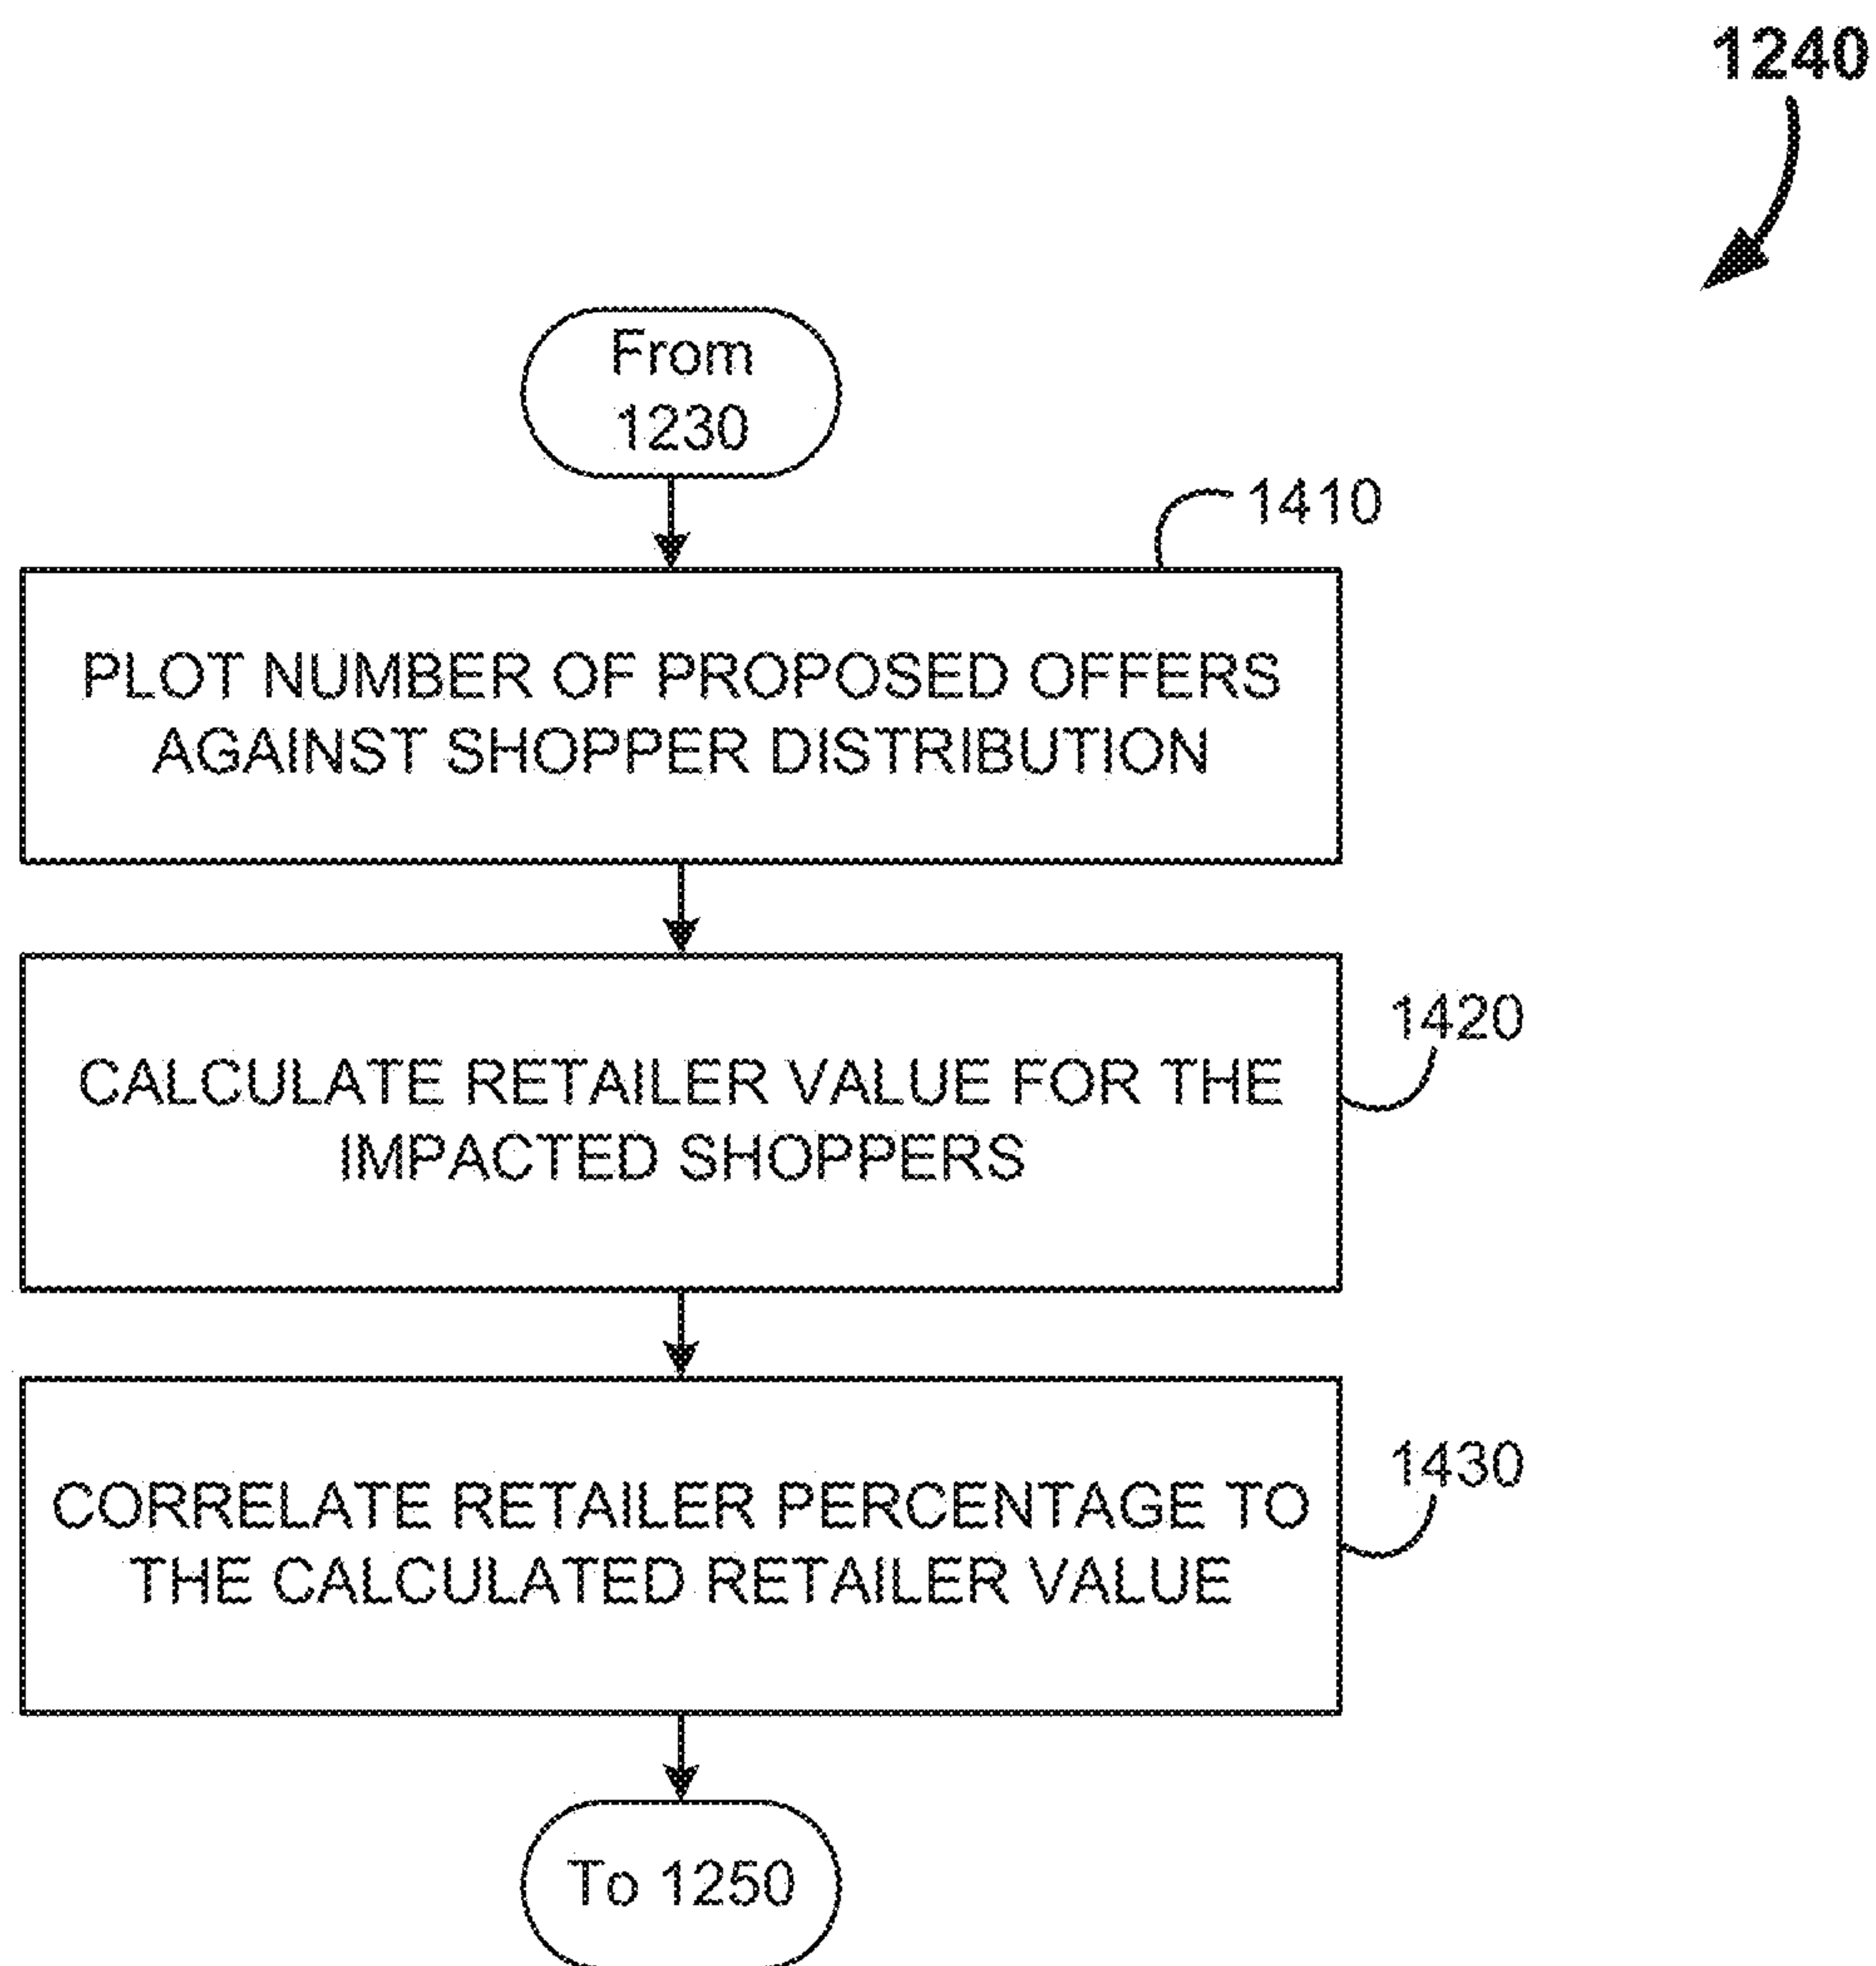 1240
From
1230
1410
PLOT NUMBER OF PROPOSED OFFERS
AGAINST SHOPPER DISTRIBUTION
1420
CALCULATE RETAILER VALUE FOR THE
IMPACTED SHOPPERS
1430
CORRELATE RETAILER PERCENTAGE TO
THE CALCULATED RETAILER VALUE
To 1250